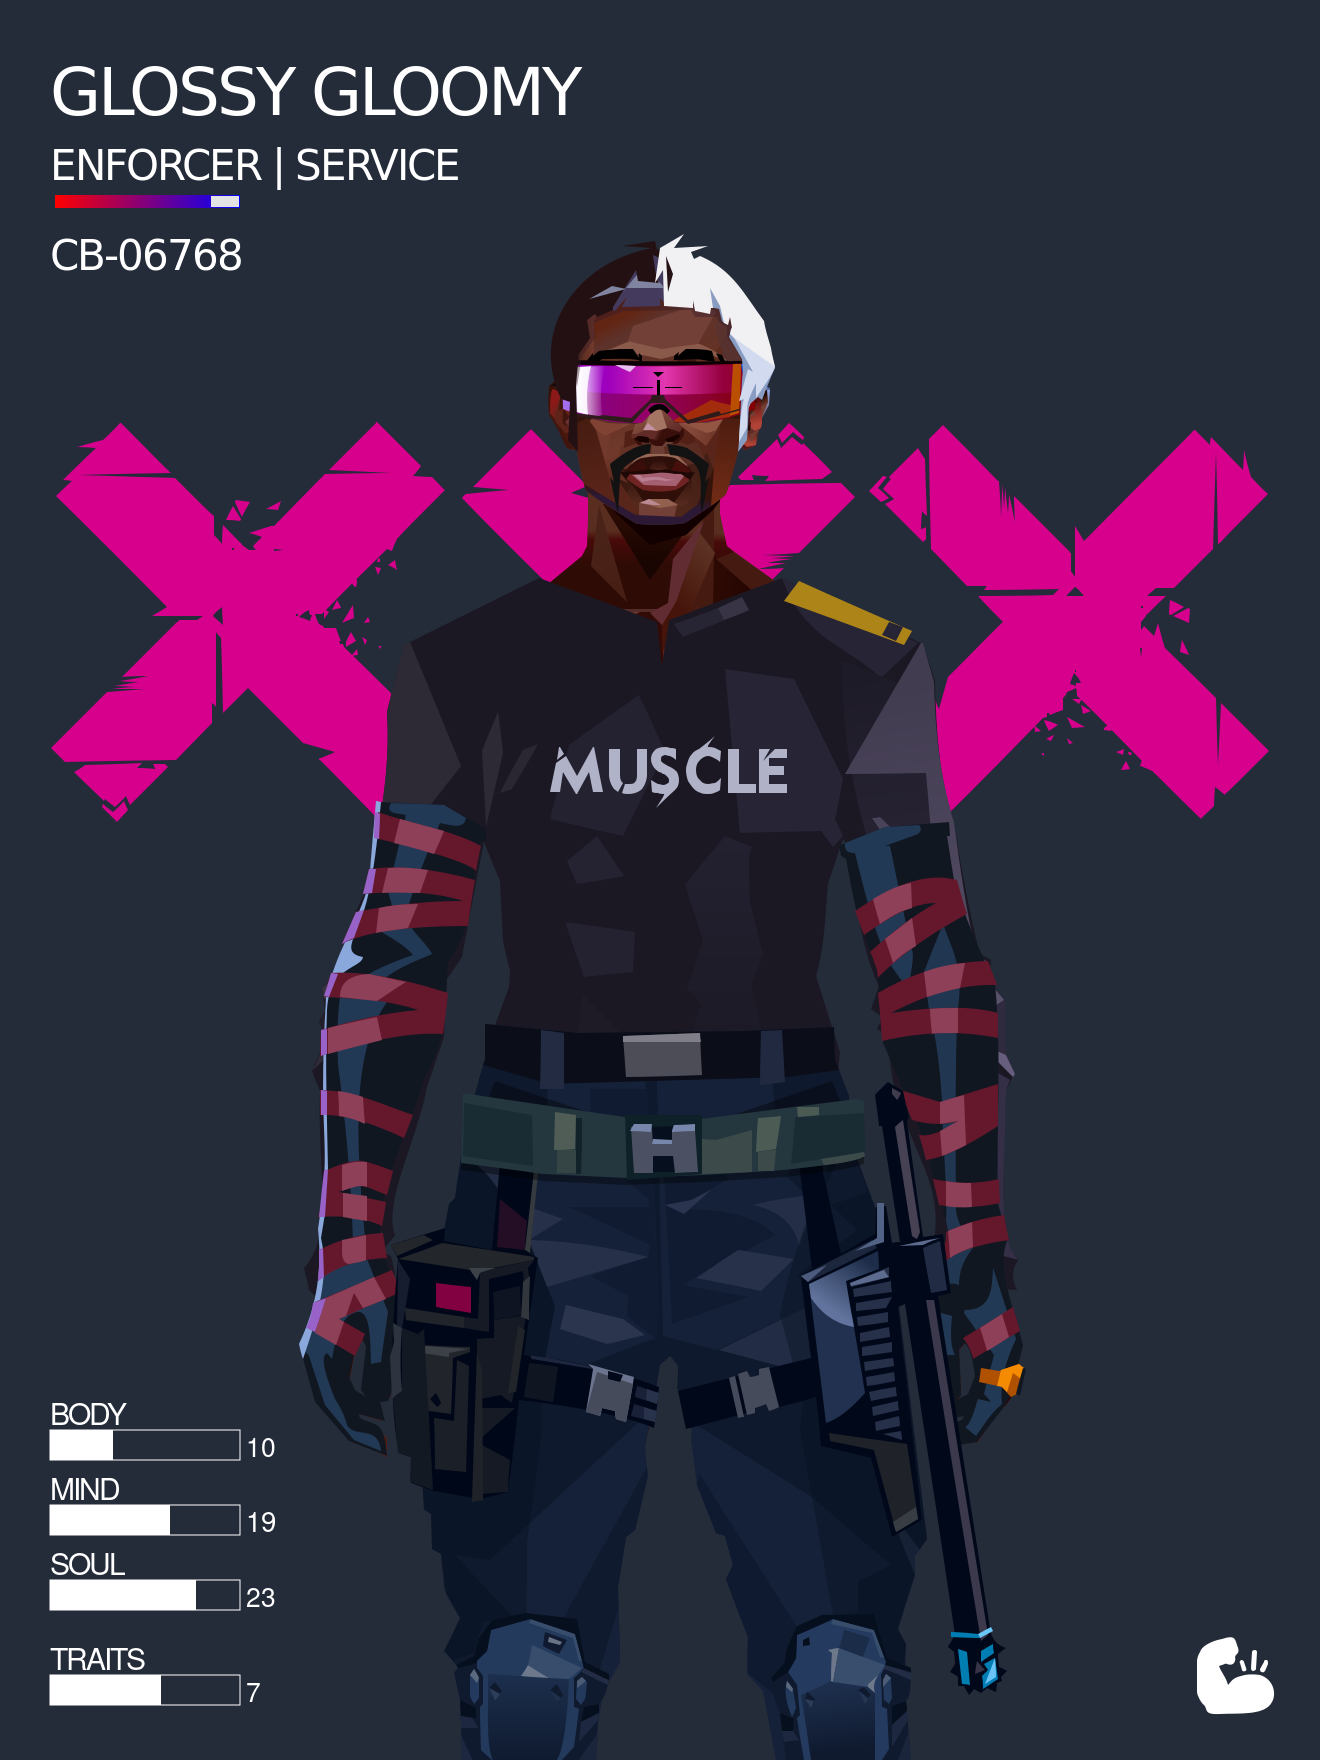 GLOSSY GLOOMY
ENFORCER | SERVICE
CB-06768
MUSCLE
BODY
10
MIND
19
SOUL
23
TRAITS
7